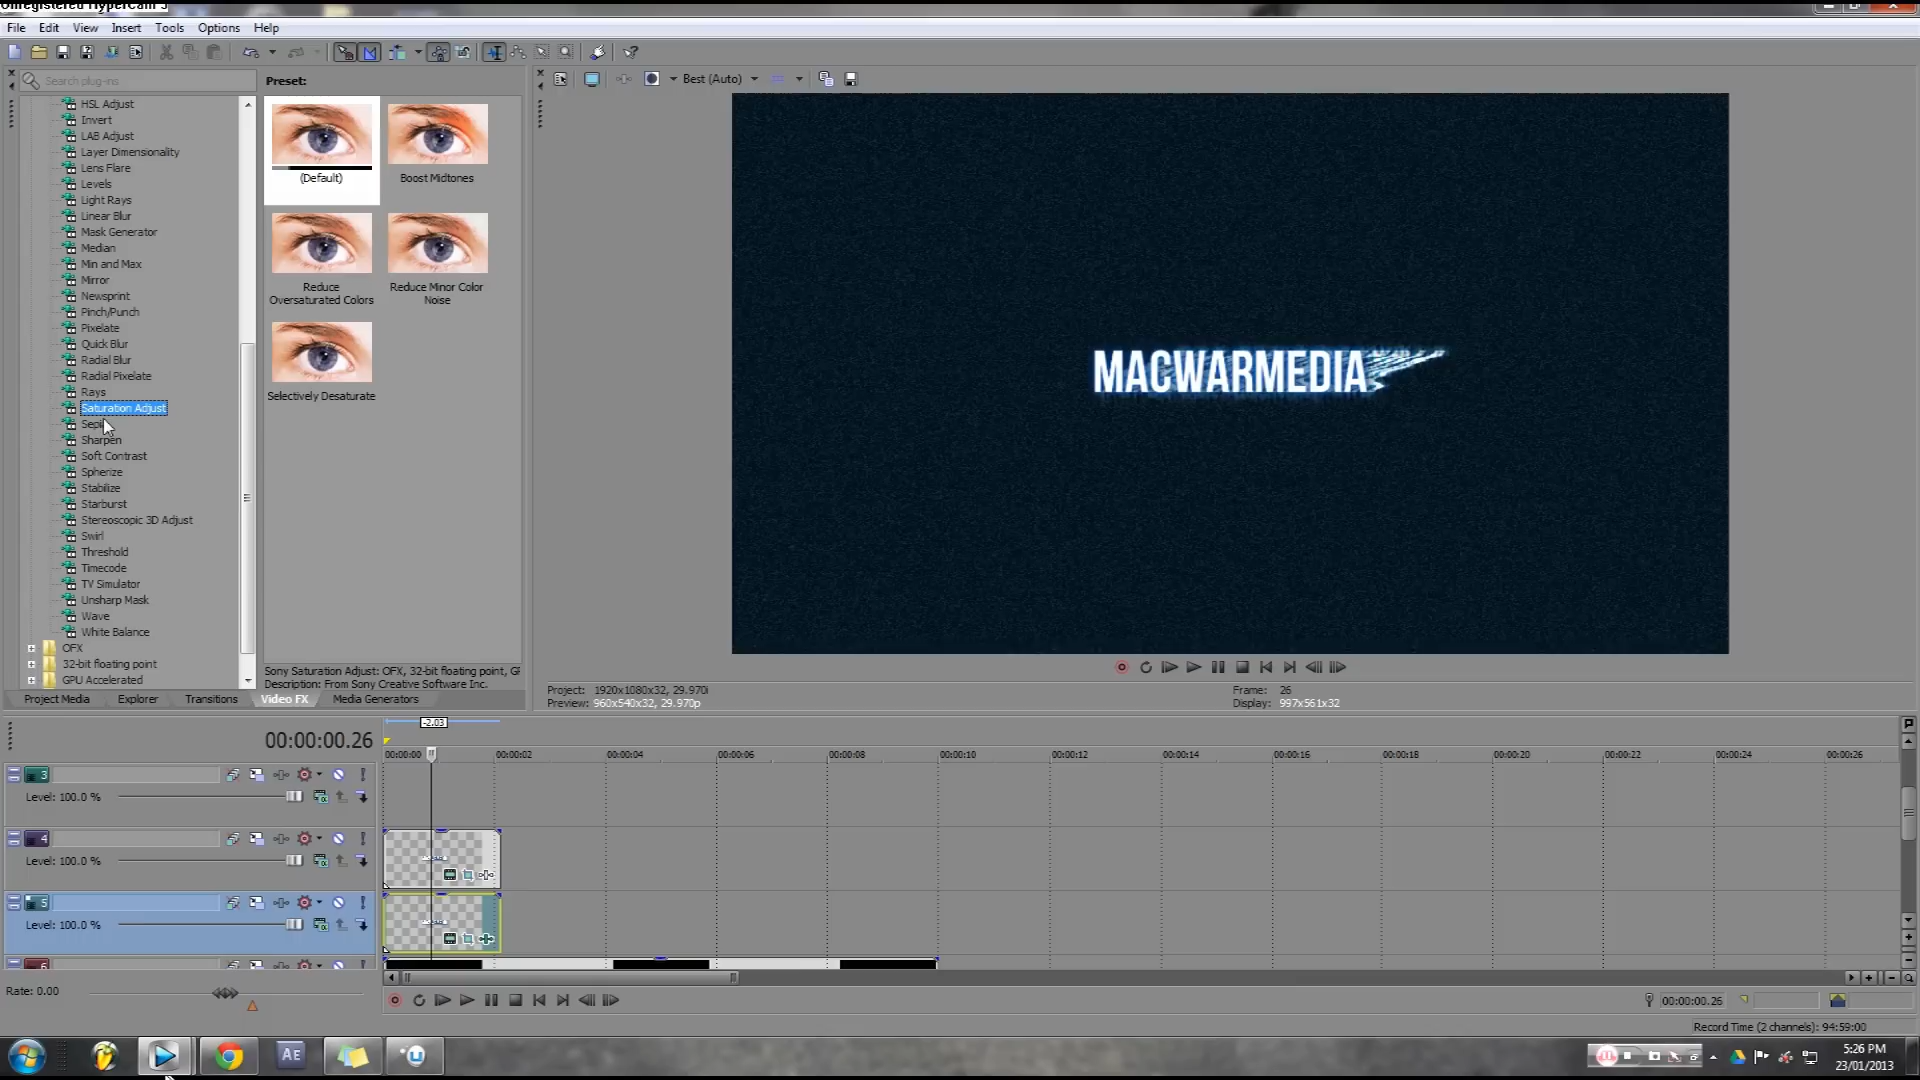 Unregistered HyperCam 3
File Edit View Insert Tools Options Help
Search plug-ins
Preset:
Best (Auto)
HSL Adjust
Invert
LAB Adjust
Layer Dimensionality
Lens Flare
Levels
Light Rays
Linear Blur
Mask Generator
Median
Min and Max
Mirror
Newsprint
Pinch/Punch
Pixelate
Quick Blur
Radial Blur
Radial Pixelate
Rays
Saturation Adjust
Sharpen
Soft Contrast
Spherize
Stabilize
Starburst
Stereoscopic 3D Adjust
Swirl
Threshold
Timecode
TV Simulator
Unsharp Mask
Wave
White Balance
OFX
32-bit floating point
GPU Accelerated
(Default)
Boost Midtones
Reduce
Oversaturated Colors
Reduce Minor Color
Noise
Selectively Desaturate
Sony Saturation Adjust: OFX, 32-bit floating point,
Description: From Sony Creative Software Inc.
MACWARMEDIA
Project Media Explorer Transitions Video FX Media Generators
Project: 1920x1080x32, 29.970i
Preview: 960x540x32, 29.970p
Frame: 26
Display: 997x561x32
-2.03
00:00:00.26
00:00:00 00:00:02 00:00:04 00:00:06 00:00:08 00:00:10 00:00:12 00:00:14 00:00:16 00:00:18 00:00:20 00:00:22 00:00:24 00:00:26
3
Level: 100.0 %
4
Level: 100.0 %
5
Level: 100.0 %
6
Rate: 0.00
00:00:00.26
Record Time (2 channels): 94:59:00
AE
5:26 PM
23/01/2013